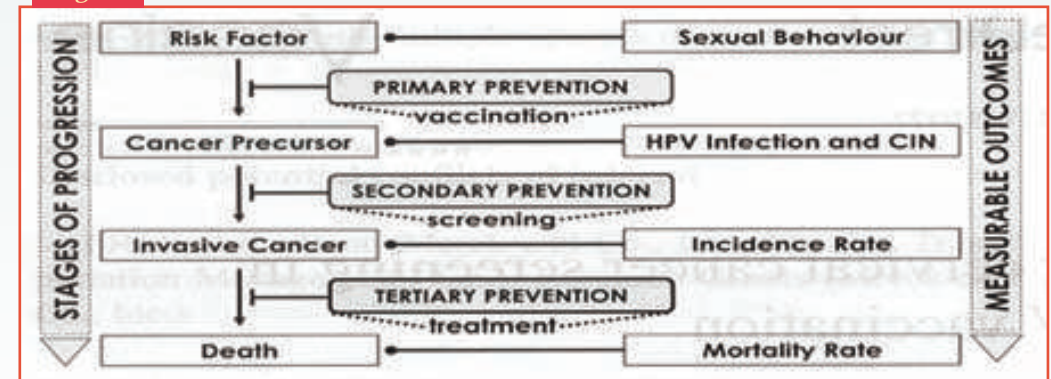 STAGES OF PROGRESSION
MEASURABLE OUTCOMES
Risk Factor
Sexual Behaviour
PRIMARY PREVENTION
vaccination
Cancer Precursor
HPV Infection and CIN
SECONDARY PREVENTION
screening
Invasive Cancer
Incidence Rate
TERTIARY PREVENTION
treatment
Death
Mortality Rate